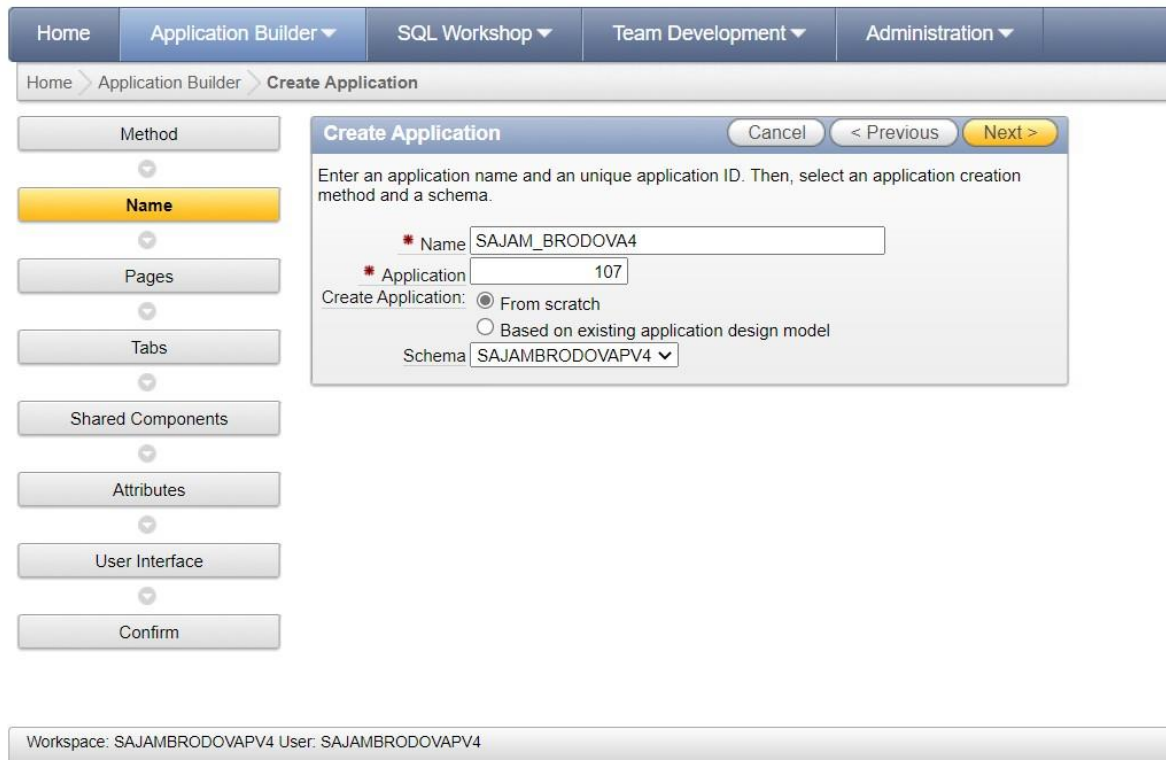 Home Application Builder SQL Workshop Team Development Administration
Home Application Builder Create Application
Method
Name
Pages
Tabs
Shared Components
Attributes
User Interface
Confirm
Create Application Cancel < Previous Next >
Enter an application name and an unique application ID. Then, select an application creation
method and a schema.
* Name SAJAM_BRODOVA4
* Application 107
Create Application: From scratch
Based on existing application design model
Schema SAJAMBRODOVAPV4
Workspace: SAJAMBRODOVAPV4 User: SAJAMBRODOVAPV4